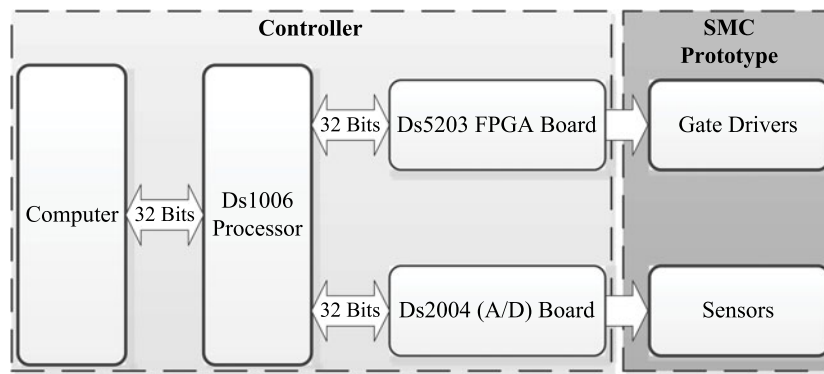 Controller
SMC
Prototype
Computer
32 Bits
Ds1006
Processor
32 Bits
Ds5203 FPGA Board
Gate Drivers
32 Bits
Ds2004 (A/D) Board
Sensors